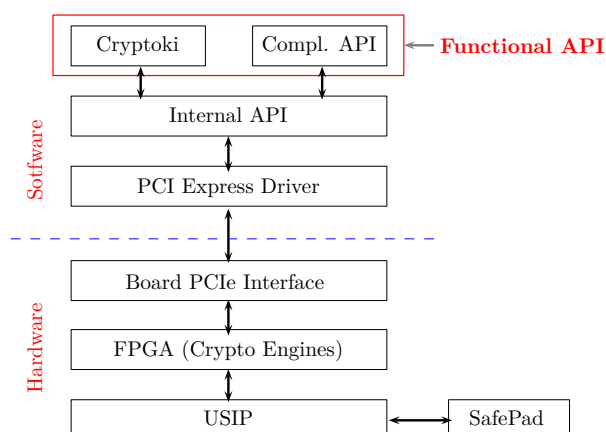 Cryptoki
Compl. API
Functional API
Internal API
Sotfware
PCI Express Driver
Board PCIe Interface
Hardware
FPGA (Crypto Engines)
USIP
SafePad